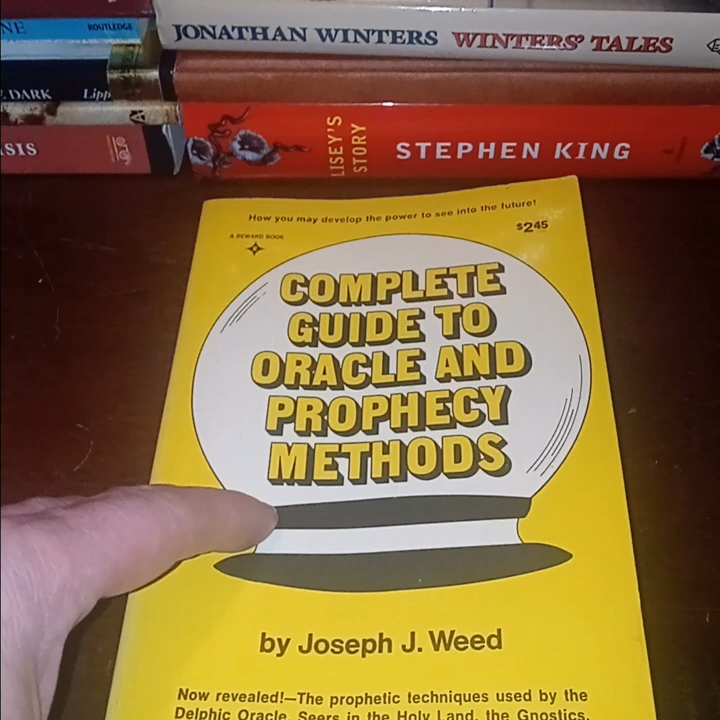 NE ROUTLEDGE
JONATHAN WINTERS WINTERS' TALES
E DARK Lipp
ASIS
LISEY'S
STORY
STEPHEN KING
How you may develop the power to see into the future!
A REWARD BOOK
$2.45
COMPLETE
GUIDE TO
ORACLE AND
PROPHECY
METHODS
by Joseph J. Weed
Now revealed!—The prophetic techniques used by the
Delphic Oracle, Seers in the Holy Land, the Gnostics,